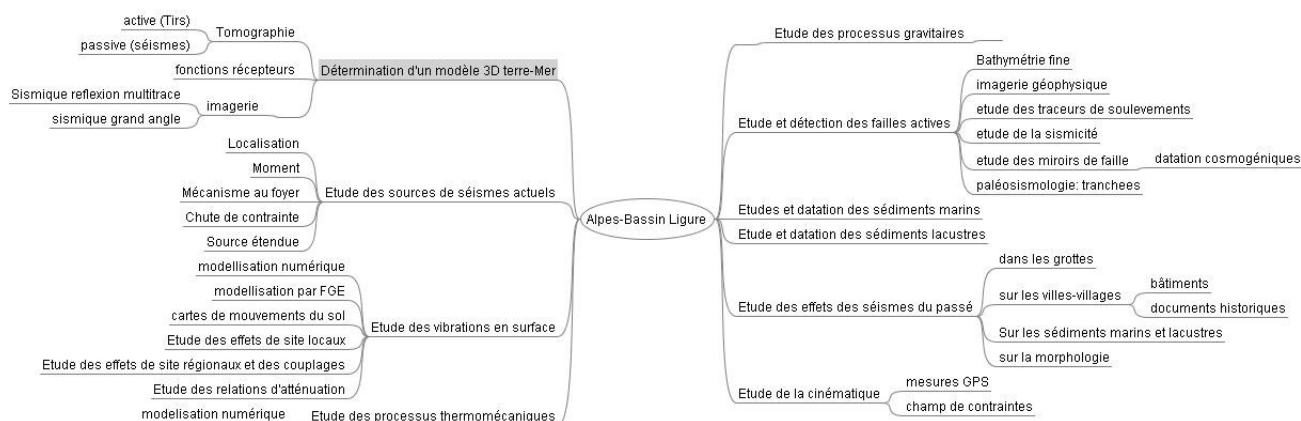 Alpes-Bassin Ligure
Détermination d'un modèle 3D terre-Mer
Tomographie
active (Tirs)
passive (séismes)
fonctions récepteurs
imagerie
Sismique reflexion multitrace
sismique grand angle
Etude des sources de séismes actuels
Localisation
Moment
Mécanisme au foyer
Chute de contrainte
Source étendue
Etude des vibrations en surface
modellisation numérique
modellisation par FGE
cartes de mouvements du sol
Etude des effets de site locaux
Etude des effets de site régionaux et des couplages
Etude des relations d'atténuation
Etude des processus thermomécaniques
modelisation numérique
Etude des processus gravitaires
Etude et détection des failles actives
Bathymétrie fine
imagerie géophysique
etude des traceurs de soulevements
etude de la sismicité
etude des miroirs de faille
datation cosmogéniques
paléosismologie: tranchees
Etudes et datation des sédiments marins
Etude et datation des sédiments lacustres
Etude des effets des séismes du passé
dans les grottes
sur les villes-villages
bâtiments
documents historiques
Sur les sédiments marins et lacustres
sur la morphologie
Etude de la cinématique
mesures GPS
champ de contraintes